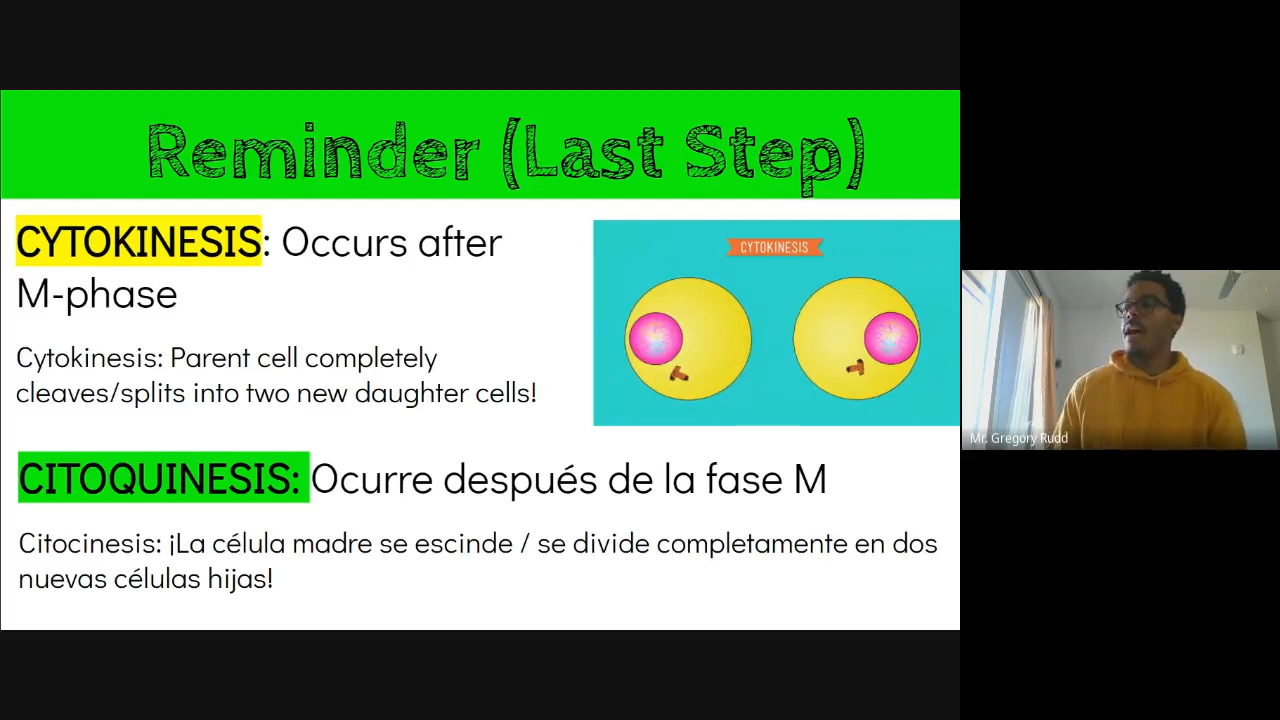 Reminder (Last Step)
CYTOKINESIS: Occurs after
M-phase
Cytokinesis: Parent cell completely
cleaves/splits into two new daughter cells!
CYTOKINESIS
CITOQUINESIS: Ocurre después de la fase M
Citocinesis: ¡La célula madre se escinde / se divide completamente en dos
nuevas células hijas!
Mr. Gregory Rudd